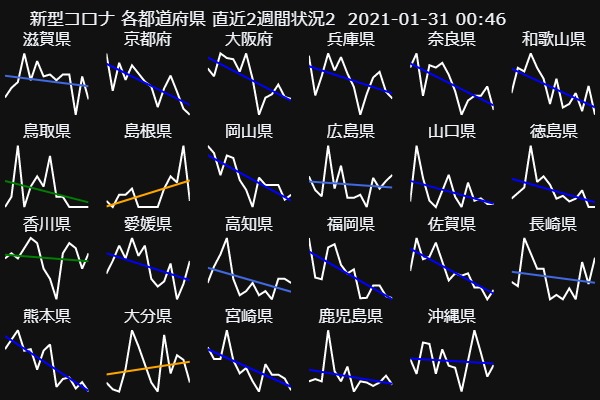 新型コロナ 各都道府県 直近2週間状況2 2021-01-31 00:46
滋賀県 京都府 大阪府 兵庫県 奈良県 和歌山県
鳥取県 島根県 岡山県 広島県 山口県 徳島県
香川県 愛媛県 高知県 福岡県 佐賀県 長崎県
熊本県 大分県 宮崎県 鹿児島県 沖縄県